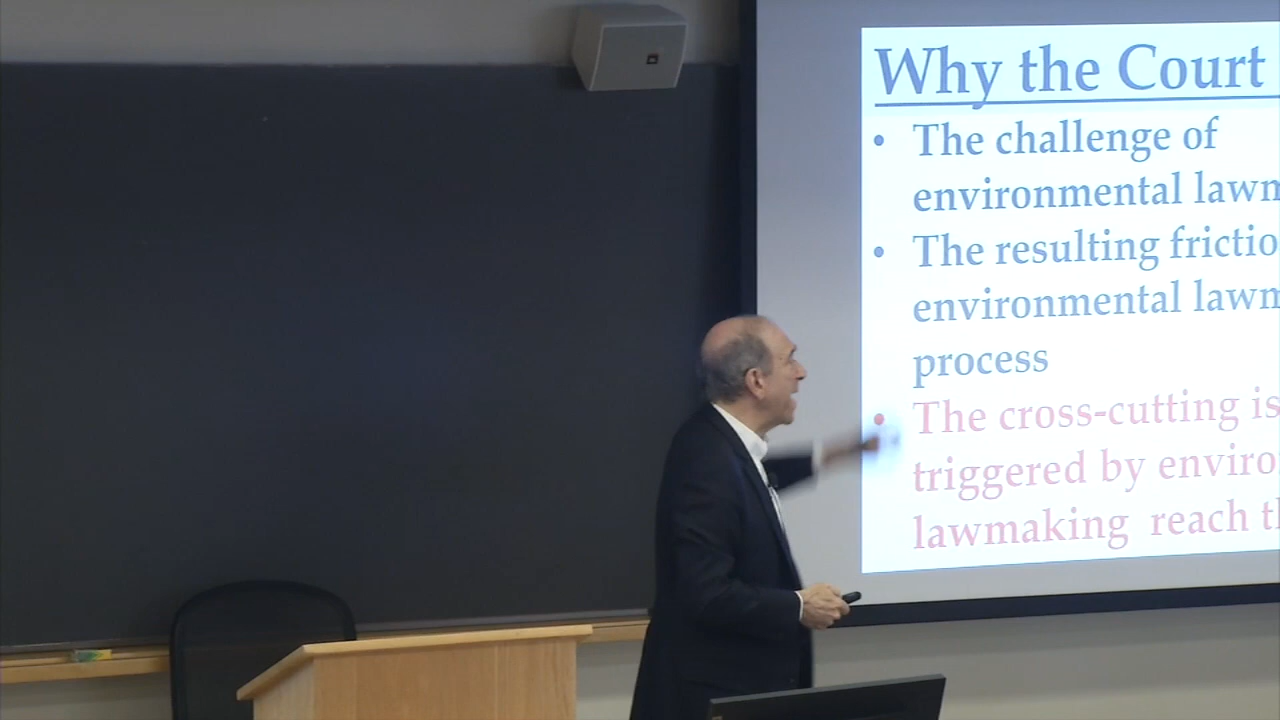 Why the Court
• The challenge of
environmental lawm
• The resulting frictio
environmental lawm
process
• The cross-cutting is
triggered by enviro
lawmaking reach th